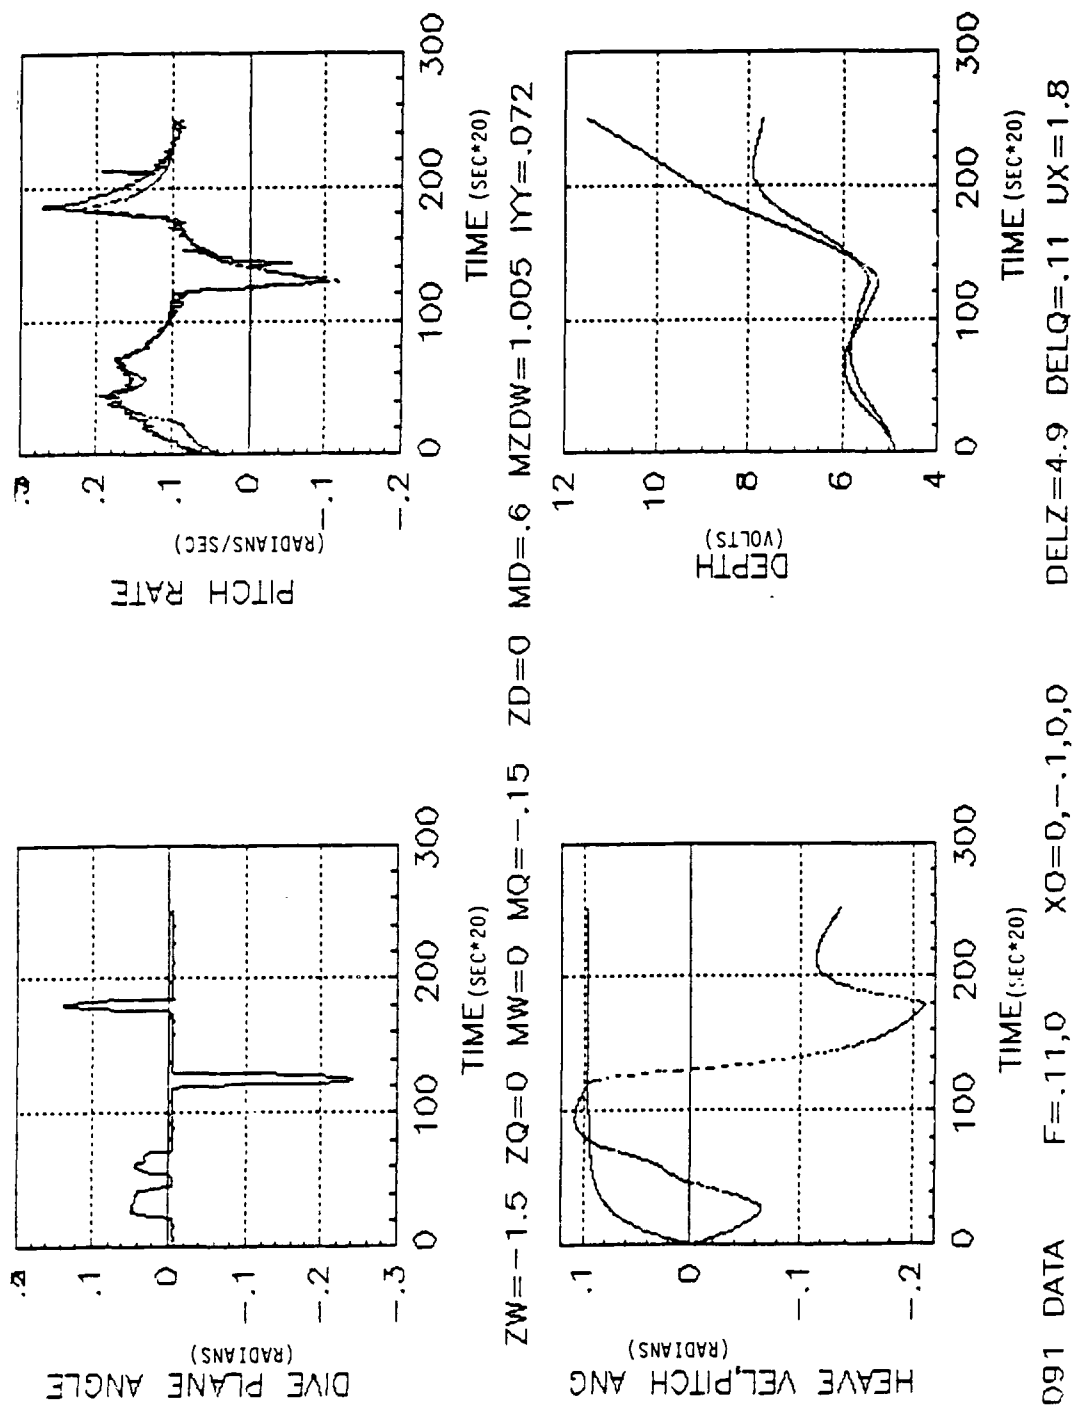 DIVE PLANE ANGLE
(RADIANS)
.2
.1
0
-.1
-.2
-.3
0 100 200 300
TIME (SEC*20)
PITCH RATE
(RADIANS/SEC)
.3
.2
.1
0
-.1
-.2
0 100 200 300
TIME (SEC*20)
ZW=-1.5 ZQ=0 MW=0 MQ=-.15 ZD=0 MD=.6 MZDW=1.005 IYY=.072
HEAVE VEL,PITCH ANG
(RADIANS)
.1
0
-.1
-.2
0 100 200 300
TIME (SEC*20)
DEPTH
(VOLTS)
12
10
8
6
4
0 100 200 300
TIME (SEC*20)
D91 DATA F=.11,0 XO=0,-.1,0,0 DELZ=4.9 DELQ=.11 UX=1.8